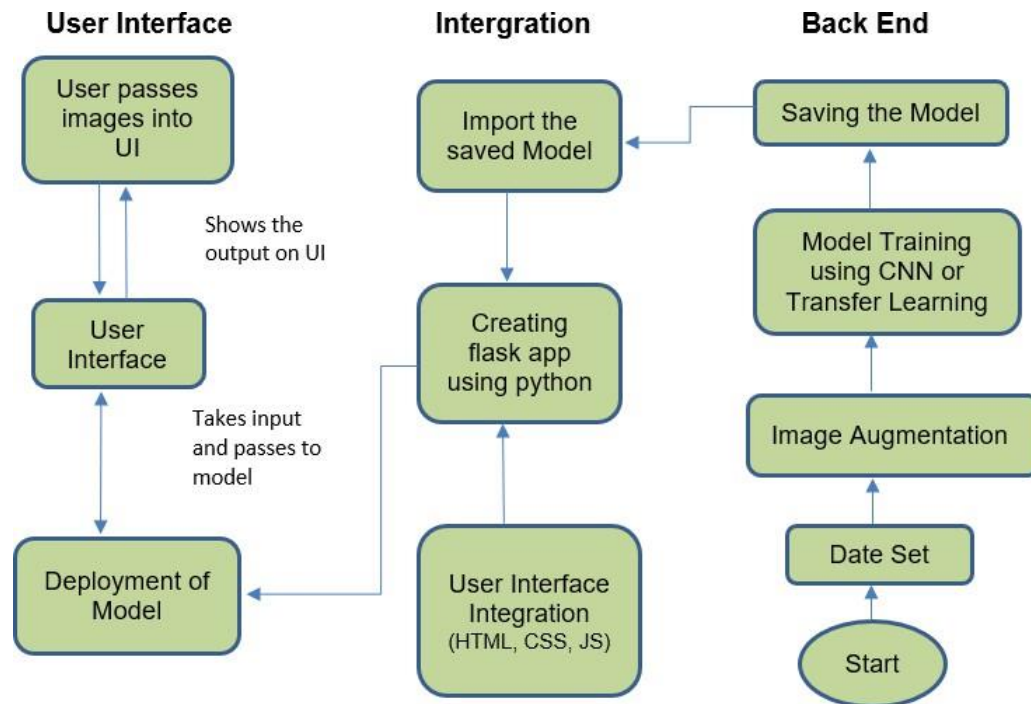 User Interface
Intergration
Back End
User passes
images into
UI
Shows the
output on UI
User
Interface
Takes input
and passes to
model
Deployment of
Model
Import the
saved Model
Creating
flask app
using python
User Interface
Integration
(HTML, CSS, JS)
Saving the Model
Model Training
using CNN or
Transfer Learning
Image Augmentation
Date Set
Start